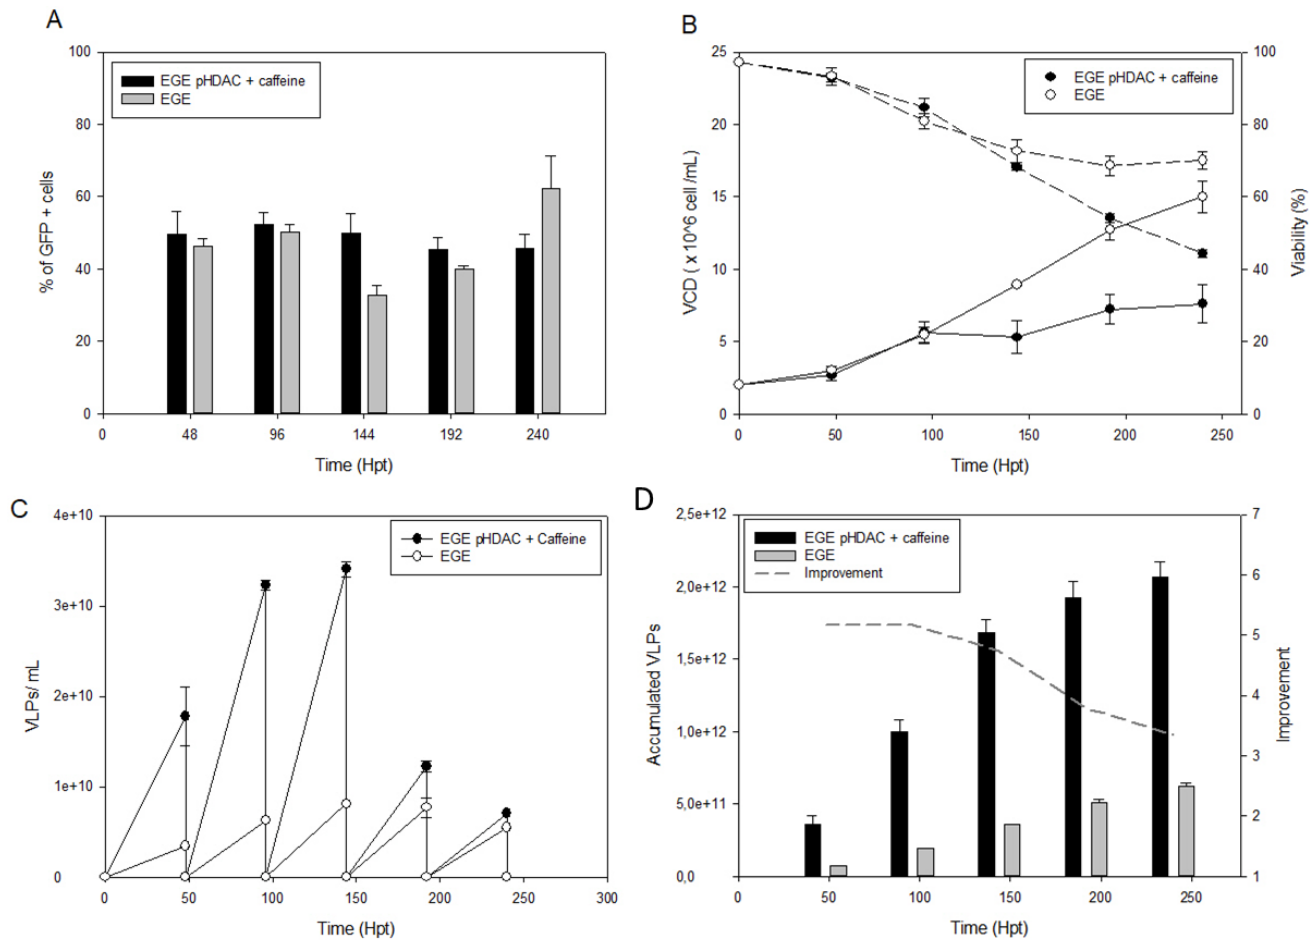 A
100
80
60
40
20
0
% of GFP + cells
EGE pHDAC + caffeine
EGE
0
48
96
144
192
240
Time (Hpt)
B
25
20
15
10
5
0
VCD ( x 10^6 cell /mL)
EGE pHDAC + caffeine
EGE
100
80
60
40
20
0
Viability (%)
0
50
100
150
200
250
Time (Hpt)
C
4e+10
3e+10
2e+10
1e+10
0
VLPs/ mL
EGE pHDAC + Caffeine
EGE
0
50
100
150
200
250
300
Time (Hpt)
D
2,5e+12
2,0e+12
1,5e+12
1,0e+12
5,0e+11
0,0
Accumulated VLPs
EGE pHDAC + caffeine
EGE
Improvement
7
6
5
4
3
2
1
Improvement
0
50
100
150
200
250
Time (Hpt)